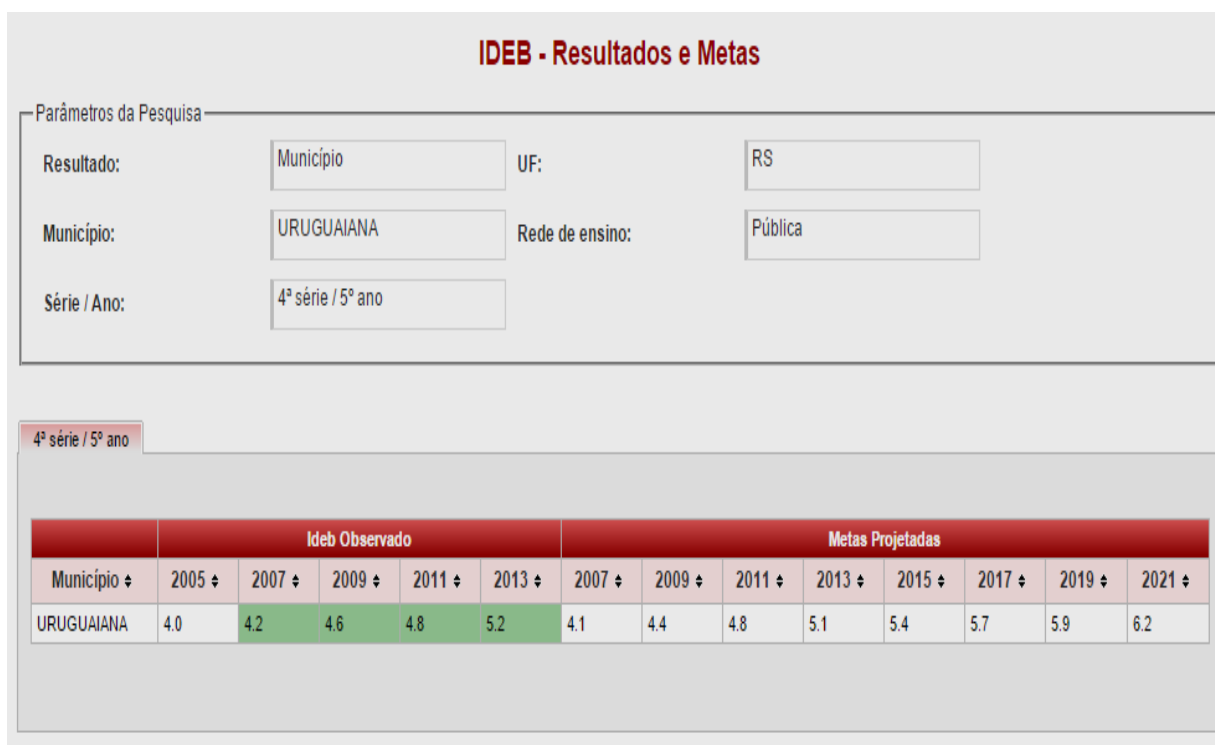 IDEB - Resultados e Metas
Parâmetros da Pesquisa
Resultado: Município UF: RS
Município: URUGUAIANA Rede de ensino: Pública
Série / Ano: 4ª série / 5º ano
4ª série / 5º ano
Ideb Observado Metas Projetadas
Município 2005 2007 2009 2011 2013 2007 2009 2011 2013 2015 2017 2019 2021
URUGUAIANA 4.0 4.2 4.6 4.8 5.2 4.1 4.4 4.8 5.1 5.4 5.7 5.9 6.2